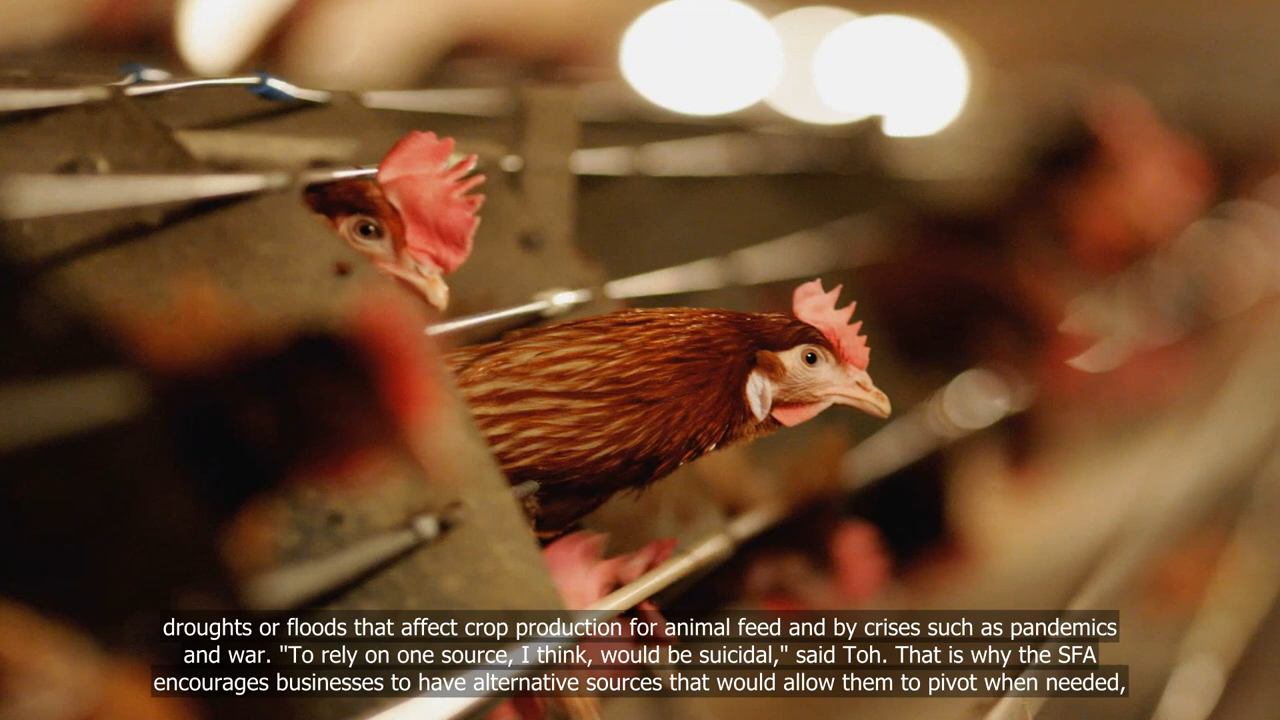 droughts or floods that affect crop production for animal feed and by crises such as pandemics
and war. "To rely on one source, I think, would be suicidal," said Toh. That is why the SFA
encourages businesses to have alternative sources that would allow them to pivot when needed,